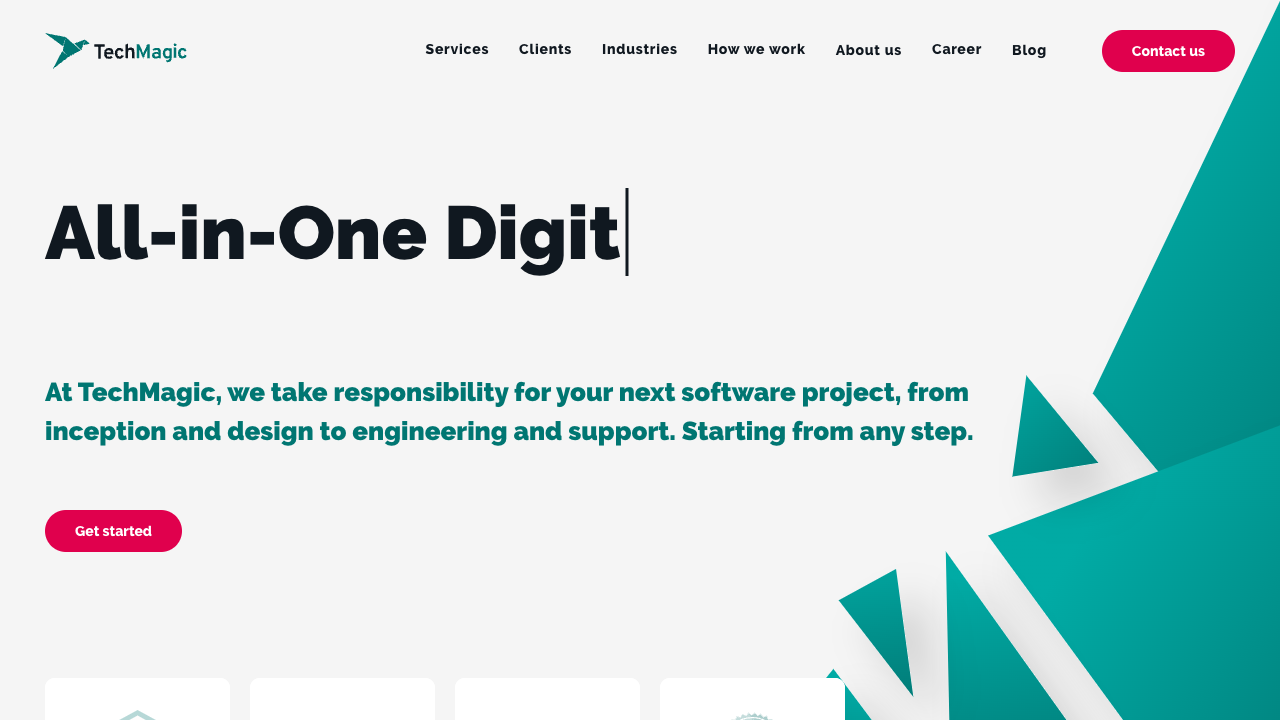 TechMagic
Services Clients Industries How we work About us Career Blog Contact us
All-in-One Digit
At TechMagic, we take responsibility for your next software project, from
inception and design to engineering and support. Starting from any step.
Get started